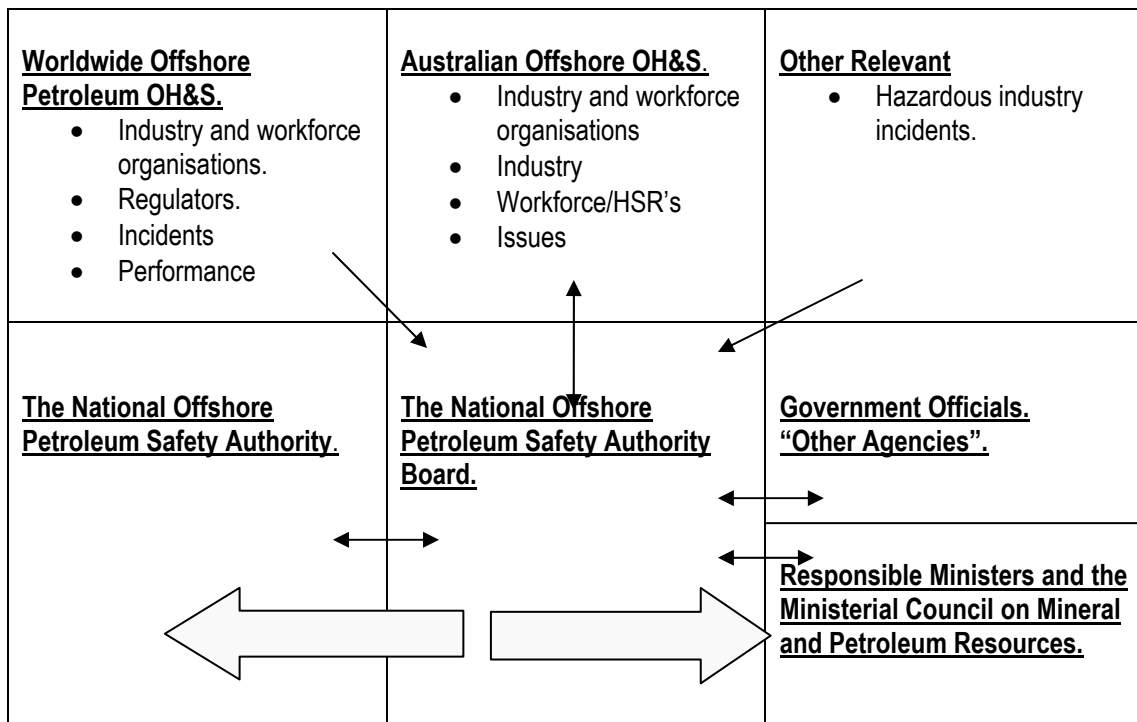 Worldwide Offshore
Petroleum OH&S.
• Industry and workforce
organisations.
• Regulators.
• Incidents
• Performance
Australian Offshore OH&S.
• Industry and workforce
organisations
• Industry
• Workforce/HSR’s
• Issues
Other Relevant
• Hazardous industry
incidents.
The National Offshore
Petroleum Safety Authority.
The National Offshore
Petroleum Safety Authority
Board.
Government Officials.
“Other Agencies”.
Responsible Ministers and the
Ministerial Council on Mineral
and Petroleum Resources.